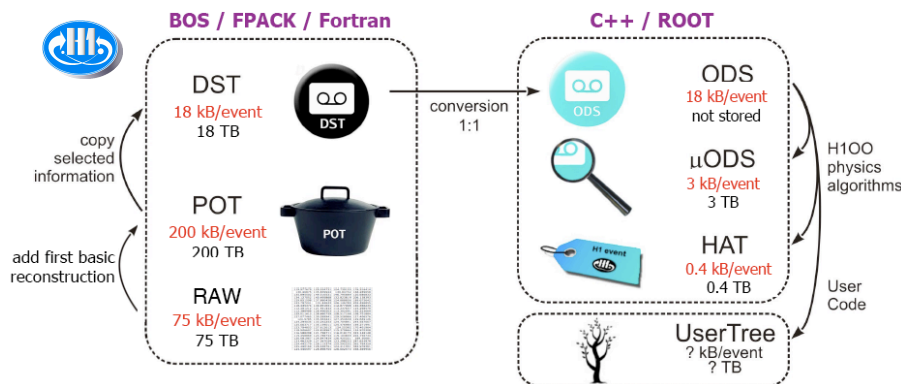 BOS / FPACK / Fortran
C++ / ROOT
H1
DST
18 kB/event
18 TB
DST
copy
selected
information
POT
200 kB/event
200 TB
POT
add first basic
reconstruction
RAW
75 kB/event
75 TB
conversion
1:1
ODS
ODS
18 kB/event
not stored
µODS
3 kB/event
3 TB
H1OO
physics
algorithms
H1 event
HAT
0.4 kB/event
0.4 TB
User
Code
UserTree
? kB/event
? TB